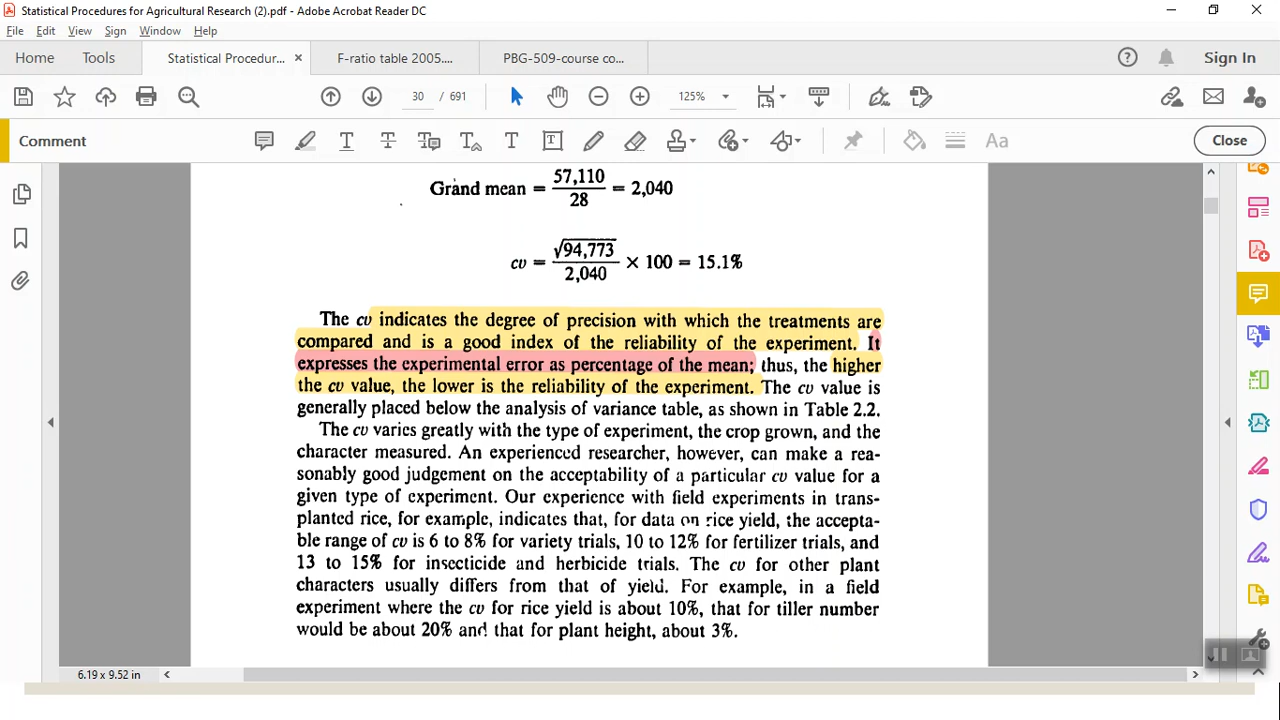 Statistical Procedures for Agricultural Research (2).pdf - Adobe Acrobat Reader DC
File Edit View Sign Window Help
Home Tools Statistical Procedur... × F-ratio table 2005.... PBG-509-course co... Sign In
30 / 691 125%
Comment Close
Grand mean = 57,110 / 28 = 2,040
cv = √94,773 / 2,040 × 100 = 15.1%
The cv indicates the degree of precision with which the treatments are
compared and is a good index of the reliability of the experiment. It
expresses the experimental error as percentage of the mean; thus, the higher
the cv value, the lower is the reliability of the experiment. The cv value is
generally placed below the analysis of variance table, as shown in Table 2.2.
The cv varies greatly with the type of experiment, the crop grown, and the
character measured. An experienced researcher, however, can make a rea-
sonably good judgement on the acceptability of a particular cv value for a
given type of experiment. Our experience with field experiments in trans-
planted rice, for example, indicates that, for data on rice yield, the accepta-
ble range of cv is 6 to 8% for variety trials, 10 to 12% for fertilizer trials, and
13 to 15% for insecticide and herbicide trials. The cv for other plant
characters usually differs from that of yield. For example, in a field
experiment where the cv for rice yield is about 10%, that for tiller number
would be about 20% and that for plant height, about 3%.
6.19 x 9.52 in